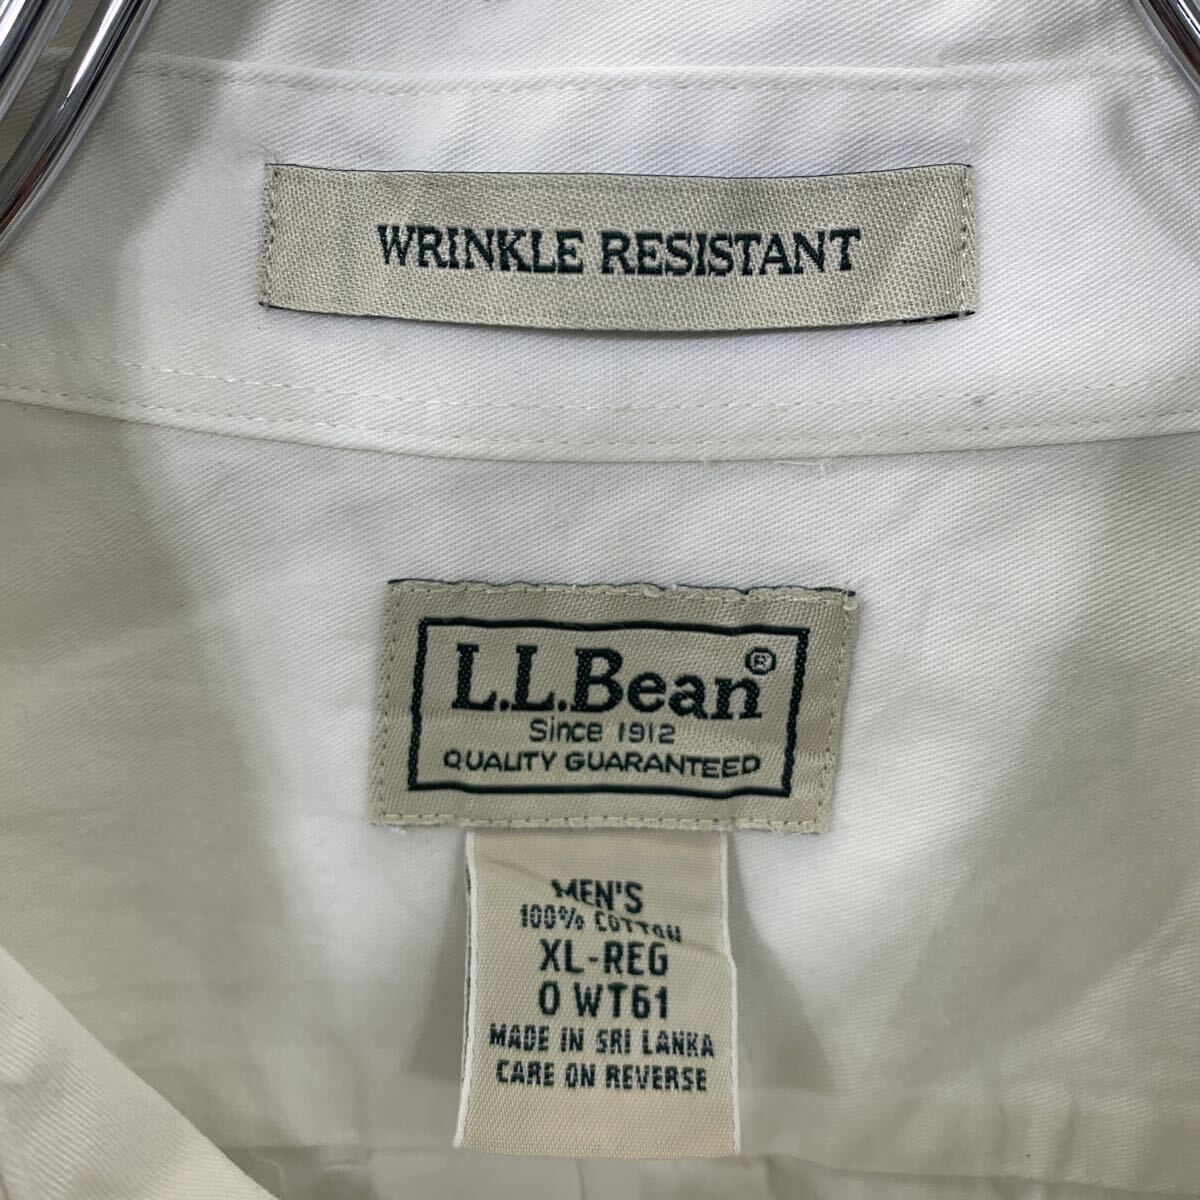 WRINKLE RESISTANT
L.L.Bean®
Since 1912
QUALITY GUARANTEED
MEN'S
100% COTTON
XL-REG
0 WT61
MADE IN SRI LANKA
CARE ON REVERSE